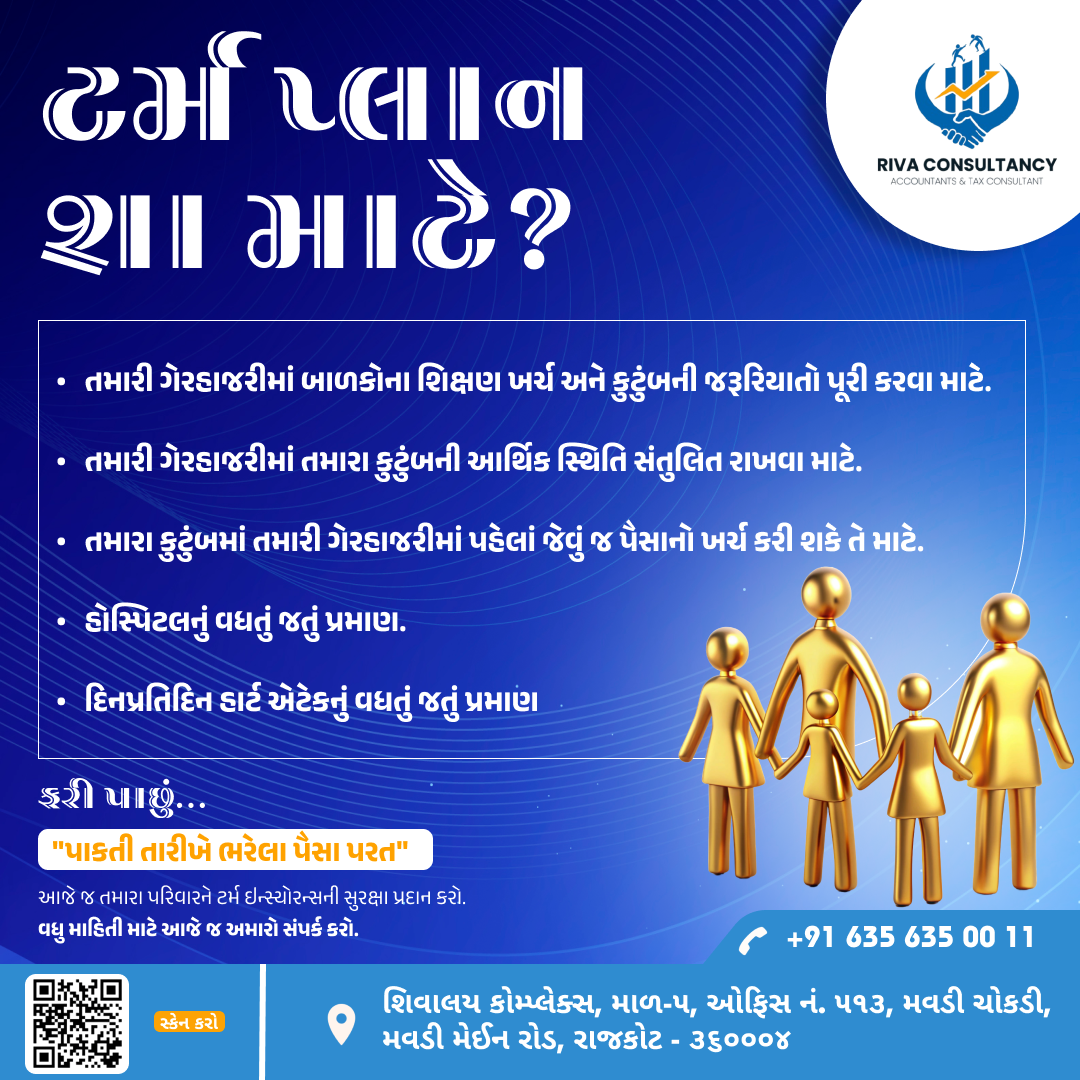 ટર્મ પ્લાન
શા માટે?
RIVA CONSULTANCY
ACCOUNTANTS & TAX CONSULTANT
• તમારી ગેરહાજરીમાં બાળકોના શિક્ષણ ખર્ચ અને કુટુંબની જરૂરિયાતો પૂરી કરવા માટે.
• તમારી ગેરહાજરીમાં તમારા કુટુંબની આર્થિક સ્થિતિ સંતુલિત રાખવા માટે.
• તમારા કુટુંબમાં તમારી ગેરહાજરીમાં પહેલાં જેવું જ પૈસાનો ખર્ચ કરી શકે તે માટે.
• હોસ્પિટલનું વધતું જતું પ્રમાણ.
• દિનપ્રતિદિન હાર્ટ એટેકનું વધતું જતું પ્રમાણ
ફરી પાછું...
"પાકતી તારીખે ભરેલા પૈસા પરત"
આજે જ તમારા પરિવારને ટર્મ ઇન્સ્યોરન્સની સુરક્ષા પ્રદાન કરો.
વધુ માહિતી માટે આજે જ અમારો સંપર્ક કરો.
+91 635 635 00 11
સ્કેન કરો
શિવાલય કોમ્પ્લેક્સ, માળ-૫, ઓફિસ નં. ૫૧૩, મવડી ચોકડી,
મવડી મેઈન રોડ, રાજકોટ - ૩૬૦૦૦૪